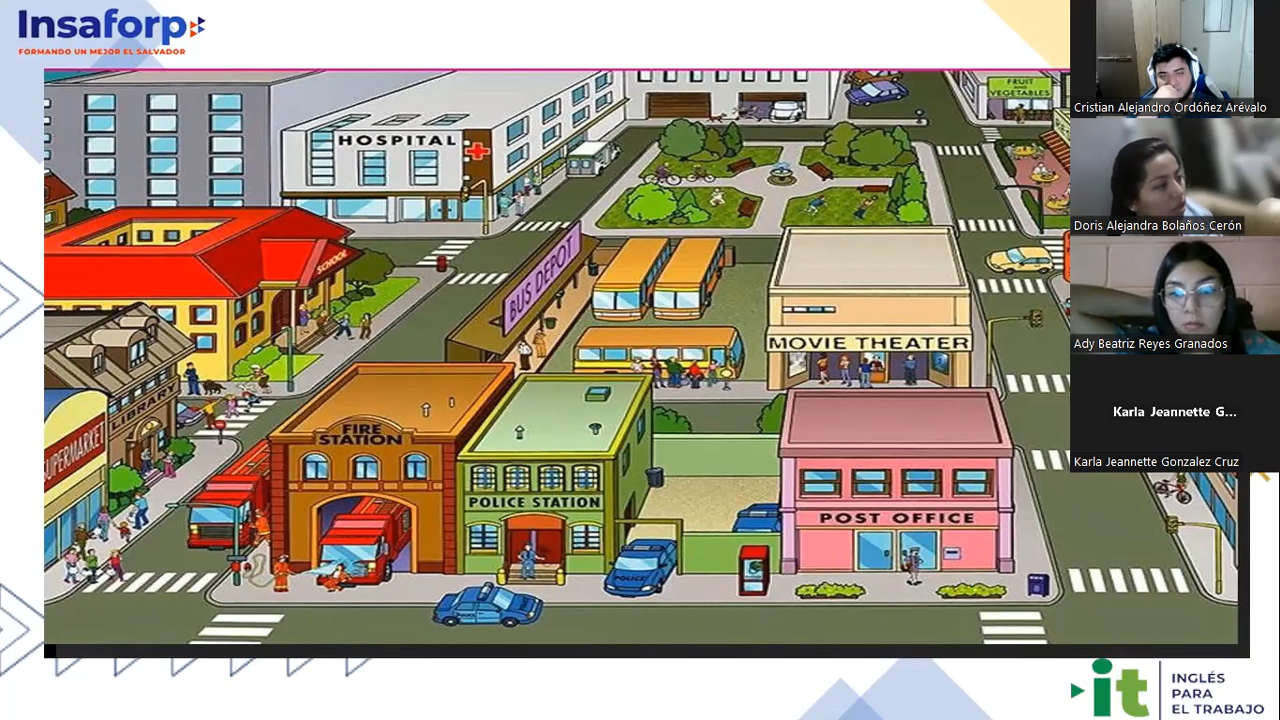 Insaforp
FORMANDO UN MEJOR EL SALVADOR
HOSPITAL
FRUIT
AND
VEGETABLES
SCHOOL
BUS DEPOT
MOVIE THEATER
LIBRARY
SUPERMARKET
FIRE
STATION
POLICE STATION
POLICE
POST OFFICE
Cristian Alejandro Ordóñez Arévalo
Doris Alejandra Bolaños Cerón
Ady Beatriz Reyes Granados
Karla Jeannette G...
Karla Jeannette Gonzalez Cruz
it
INGLÉS
PARA
EL TRABAJO